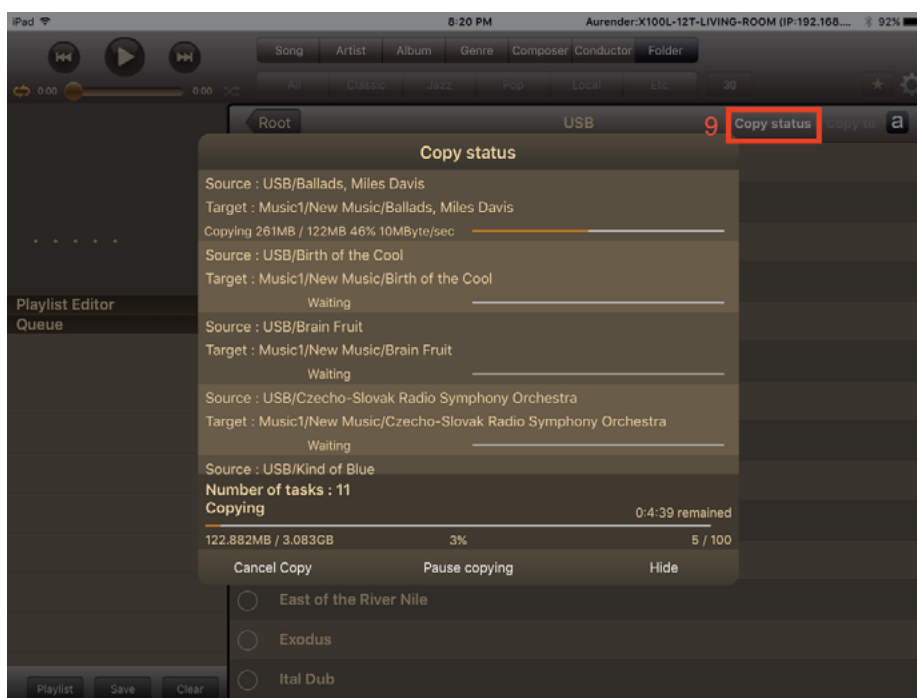 iPad 8:20 PM Aurender:X100L-12T-LIVING-ROOM (IP:192.168.... 92%
Song Artist Album Genre Composer Conductor Folder
0:00 0:00 All Classic Jazz Pop Local Etc 30
Root USB 9 Copy status Copy to a
Copy status
Source : USB/Ballads, Miles Davis
Target : Music1/New Music/Ballads, Miles Davis
Copying 261MB / 122MB 46% 10MByte/sec
Source : USB/Birth of the Cool
Target : Music1/New Music/Birth of the Cool
Waiting
Playlist Editor
Queue
Source : USB/Brain Fruit
Target : Music1/New Music/Brain Fruit
Waiting
Source : USB/Czecho-Slovak Radio Symphony Orchestra
Target : Music1/New Music/Czecho-Slovak Radio Symphony Orchestra
Waiting
Source : USB/Kind of Blue
Number of tasks : 11
Copying 0:4:39 remained
122.882MB / 3.083GB 3% 5 / 100
Cancel Copy Pause copying Hide
East of the River Nile
Exodus
Ital Dub
Playlist Save Clear